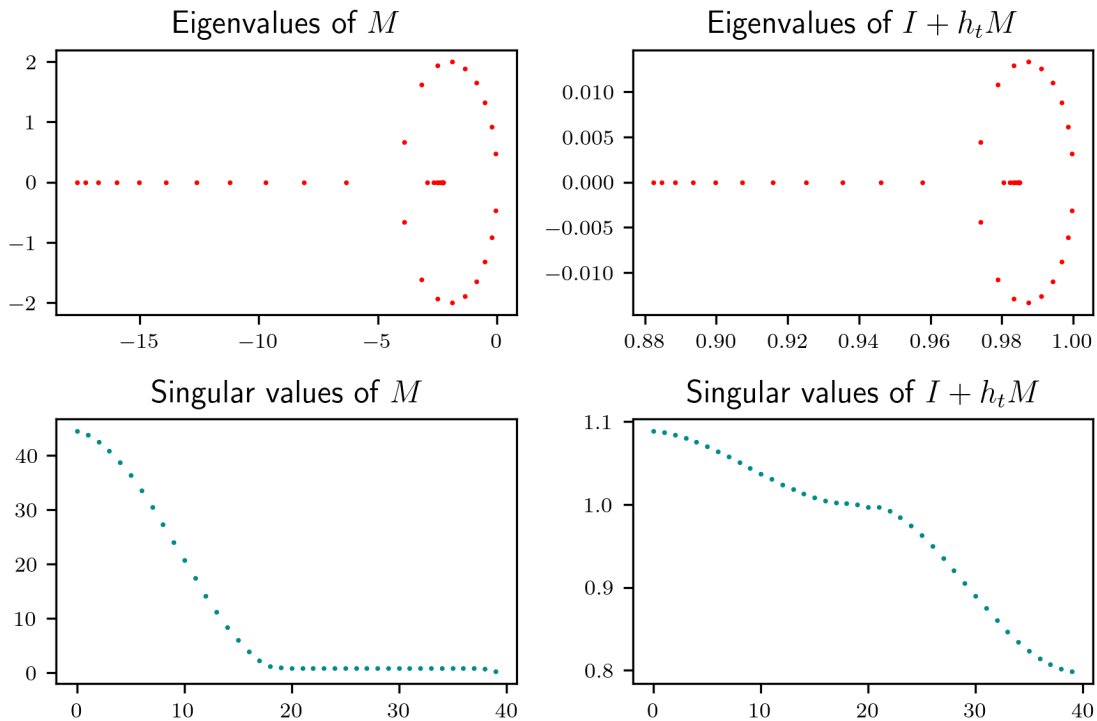 Eigenvalues of M
2
1
0
−1
−2
−15 −10 −5 0
Eigenvalues of I + hₜM
0.010
0.005
0.000
−0.005
−0.010
0.88 0.90 0.92 0.94 0.96 0.98 1.00
Singular values of M
40
30
20
10
0
0 10 20 30 40
Singular values of I + hₜM
1.1
1.0
0.9
0.8
0 10 20 30 40